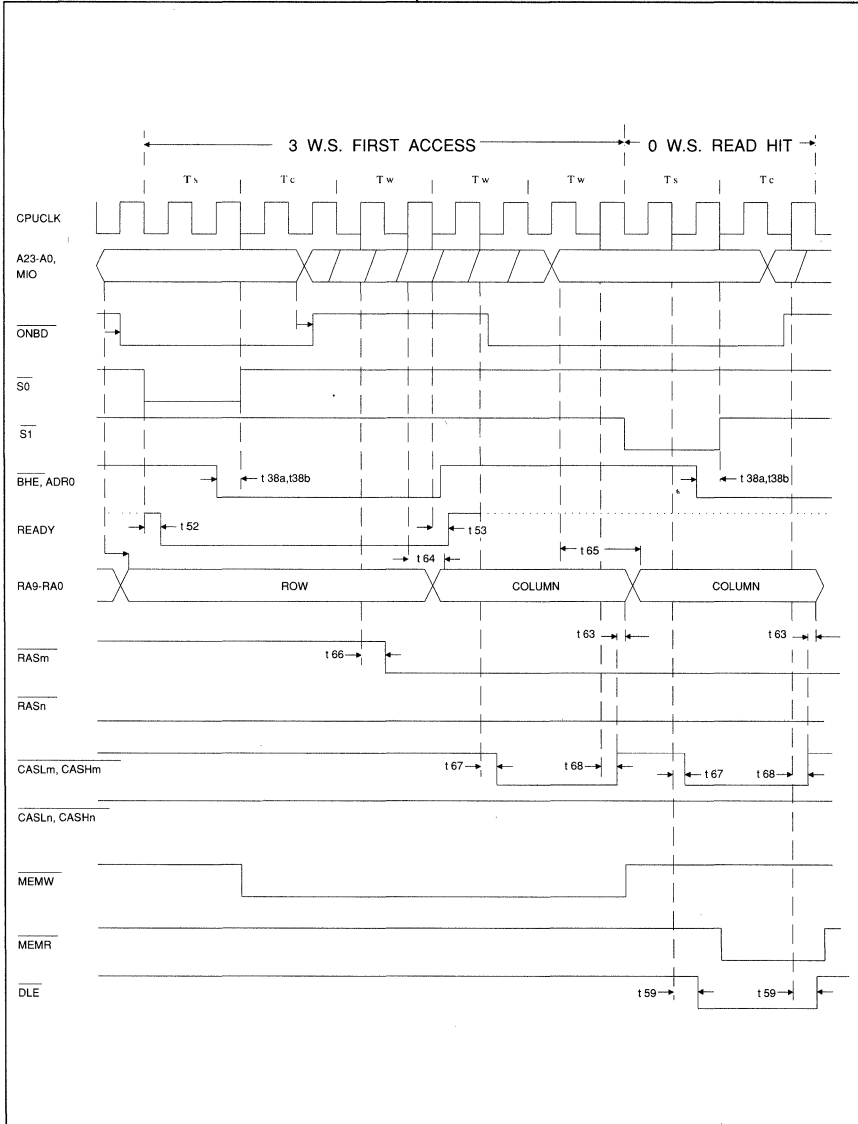 3 W.S. FIRST ACCESS 0 W.S. READ HIT
Ts Tc Tw Tw Tw Ts Tc
CPUCLK
A23-A0,
MIO
ONBD
S0
S1
BHE, ADR0 t 38a,t38b t 38a,t38b
READY t 52 t 53
t 64 t 65
RA9-RA0 ROW COLUMN COLUMN
t 63 t 63
RASm t 66
RASn
CASLm, CASHm t 67 t 68 t 67 t 68
CASLn, CASHn
MEMW
MEMR
DLE t 59 t 59